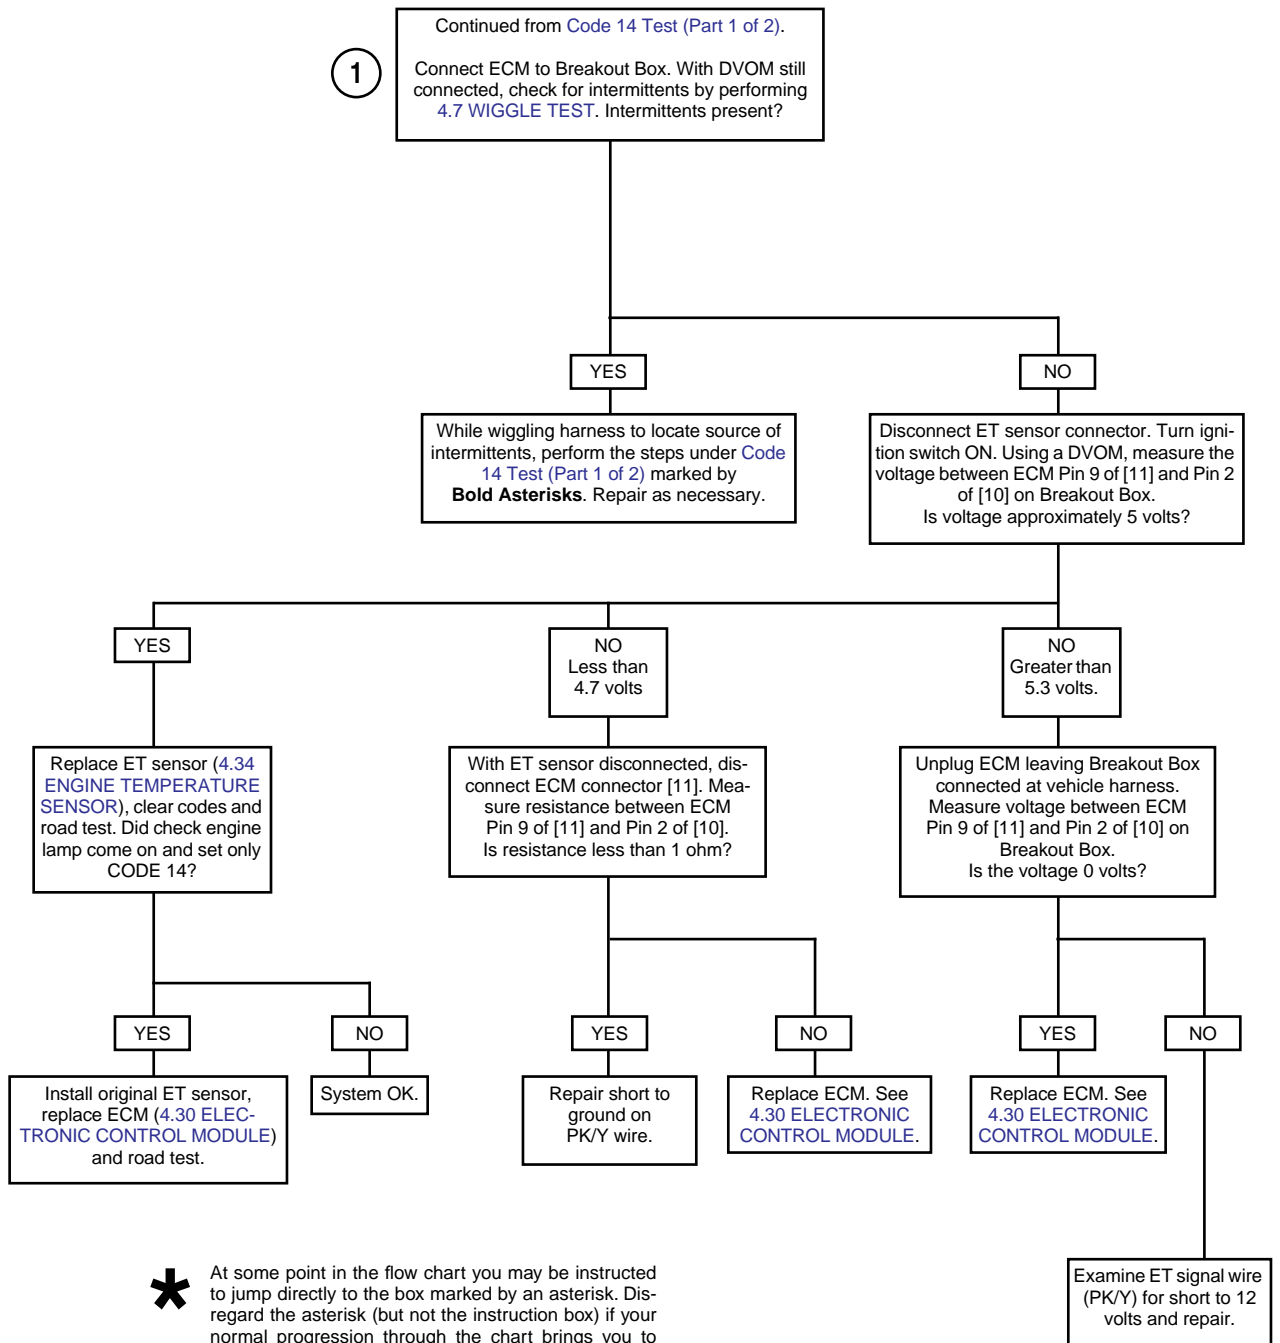 Continued from Code 14 Test (Part 1 of 2).
1
Connect ECM to Breakout Box. With DVOM still
connected, check for intermittents by performing
4.7 WIGGLE TEST. Intermittents present?
YES
NO
While wiggling harness to locate source of
intermittents, perform the steps under Code
14 Test (Part 1 of 2) marked by
Bold Asterisks. Repair as necessary.
Disconnect ET sensor connector. Turn igni-
tion switch ON. Using a DVOM, measure the
voltage between ECM Pin 9 of [11] and Pin 2
of [10] on Breakout Box.
Is voltage approximately 5 volts?
YES
NO
Less than
4.7 volts
NO
Greater than
5.3 volts.
Replace ET sensor (4.34
ENGINE TEMPERATURE
SENSOR), clear codes and
road test. Did check engine
lamp come on and set only
CODE 14?
With ET sensor disconnected, dis-
connect ECM connector [11]. Mea-
sure resistance between ECM
Pin 9 of [11] and Pin 2 of [10].
Is resistance less than 1 ohm?
Unplug ECM leaving Breakout Box
connected at vehicle harness.
Measure voltage between ECM
Pin 9 of [11] and Pin 2 of [10] on
Breakout Box.
Is the voltage 0 volts?
YES
NO
YES
NO
YES
NO
Install original ET sensor,
replace ECM (4.30 ELEC-
TRONIC CONTROL MODULE)
and road test.
System OK.
Repair short to
ground on
PK/Y wire.
Replace ECM. See
4.30 ELECTRONIC
CONTROL MODULE.
Replace ECM. See
4.30 ELECTRONIC
CONTROL MODULE.
Examine ET signal wire
(PK/Y) for short to 12
volts and repair.
* At some point in the flow chart you may be instructed
to jump directly to the box marked by an asterisk. Dis-
regard the asterisk (but not the instruction box) if your
normal progression through the chart brings you to